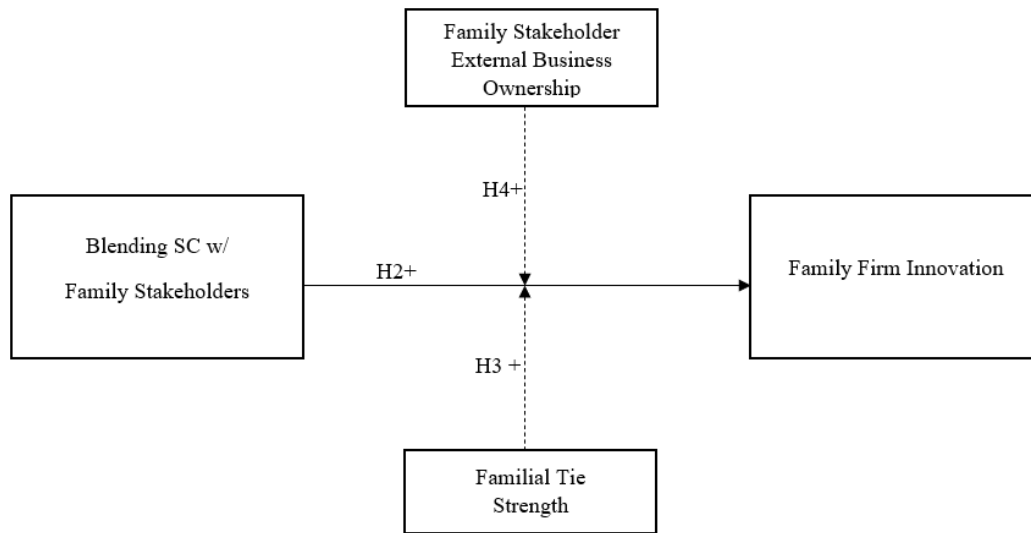 Family Stakeholder
External Business
Ownership
H4+
Blending SC w/
Family Stakeholders
H2+
Family Firm Innovation
H3 +
Familial Tie
Strength